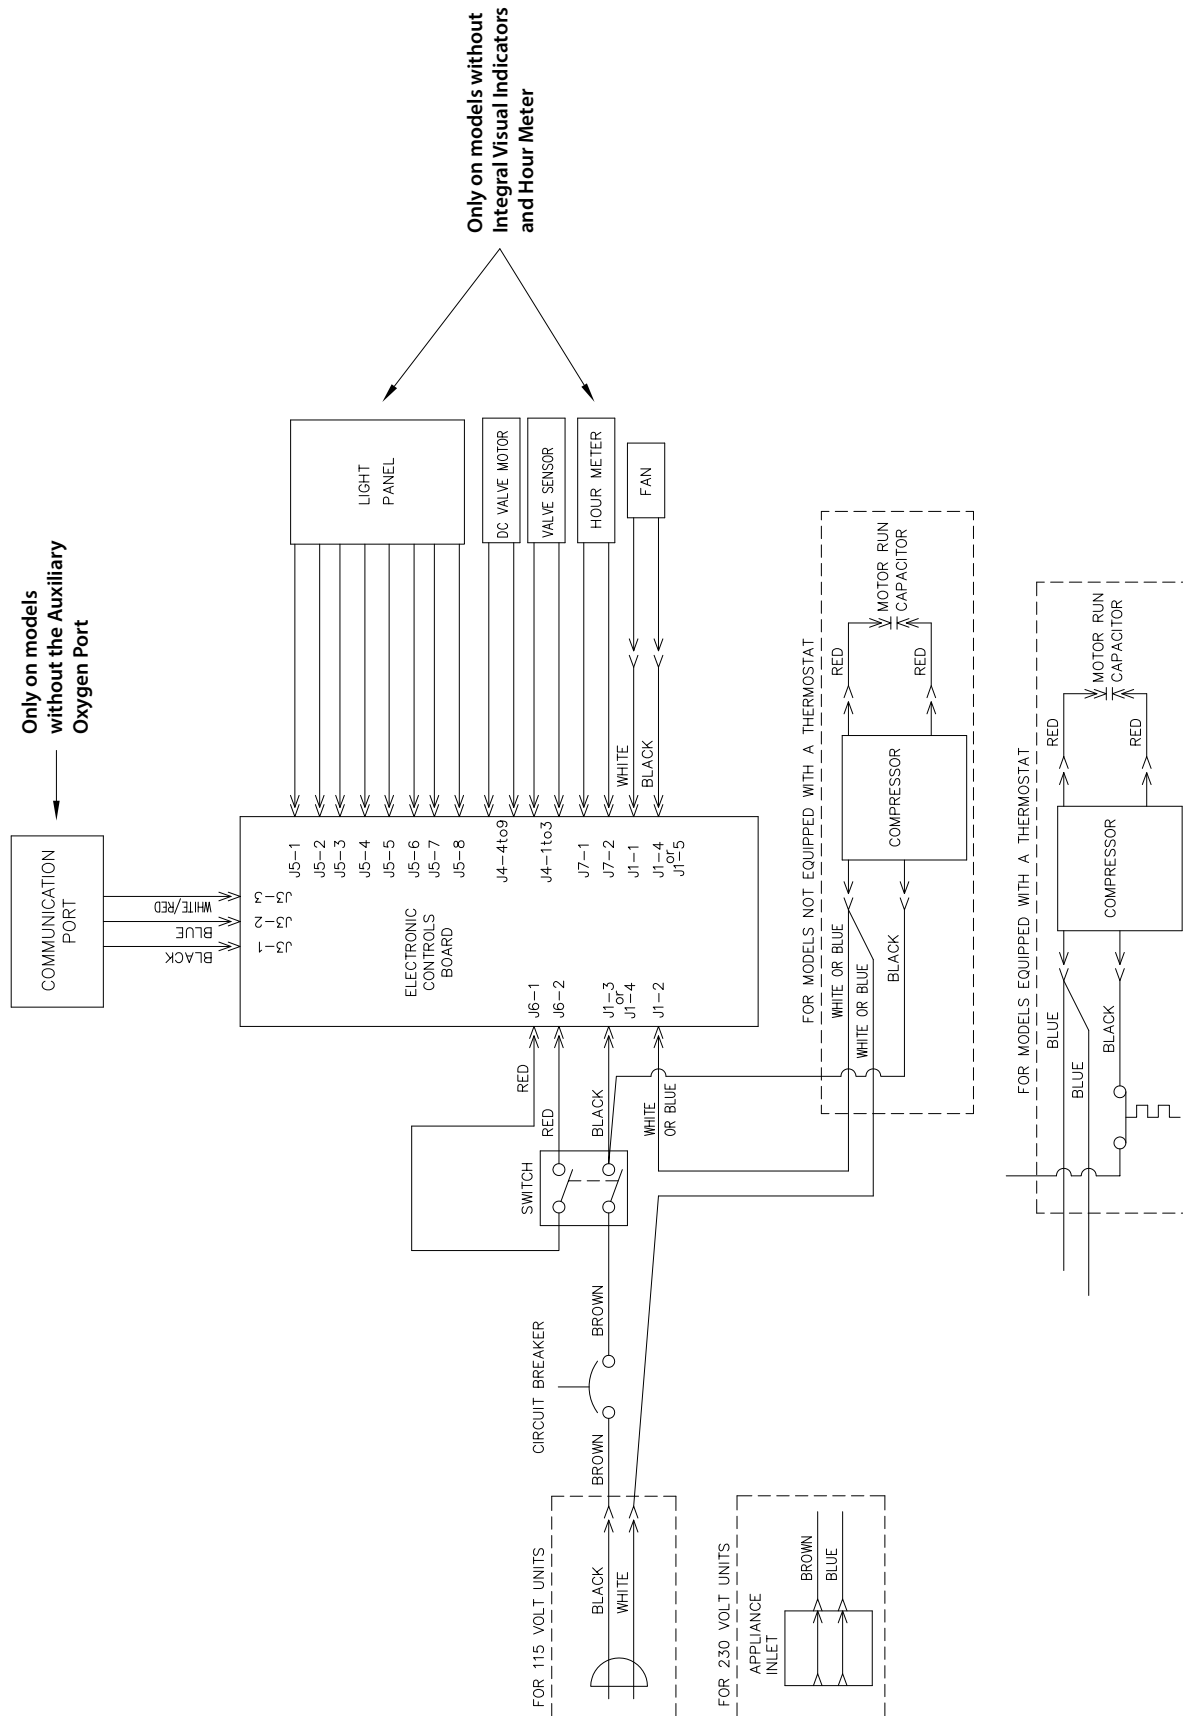 Only on models
without the Auxiliary
Oxygen Port
Only on models without
Integral Visual Indicators
and Hour Meter
COMMUNICATION
PORT
BLACK
BLUE
WHITE/RED
J3-1
J3-2
J3-3
ELECTRONIC
CONTROLS
BOARD
J5-1
J5-2
J5-3
J5-4
J5-5
J5-6
J5-7
J5-8
J4-4to9
J4-1to3
J7-1
J7-2
J1-1
J1-4
or
J1-5
LIGHT
PANEL
DC VALVE MOTOR
VALVE SENSOR
HOUR METER
FAN
WHITE
BLACK
J6-1
J6-2
J1-3
or
J1-4
J1-2
RED
RED
BLACK
WHITE
OR BLUE
SWITCH
BROWN
CIRCUIT BREAKER
BROWN
FOR 115 VOLT UNITS
BLACK
WHITE
FOR 230 VOLT UNITS
APPLIANCE
INLET
BROWN
BLUE
FOR MODELS NOT EQUIPPED WITH A THERMOSTAT
WHITE OR BLUE
WHITE OR BLUE
BLACK
COMPRESSOR
RED
RED
MOTOR RUN
CAPACITOR
FOR MODELS EQUIPPED WITH A THERMOSTAT
BLUE
BLUE
BLACK
COMPRESSOR
RED
RED
MOTOR RUN
CAPACITOR